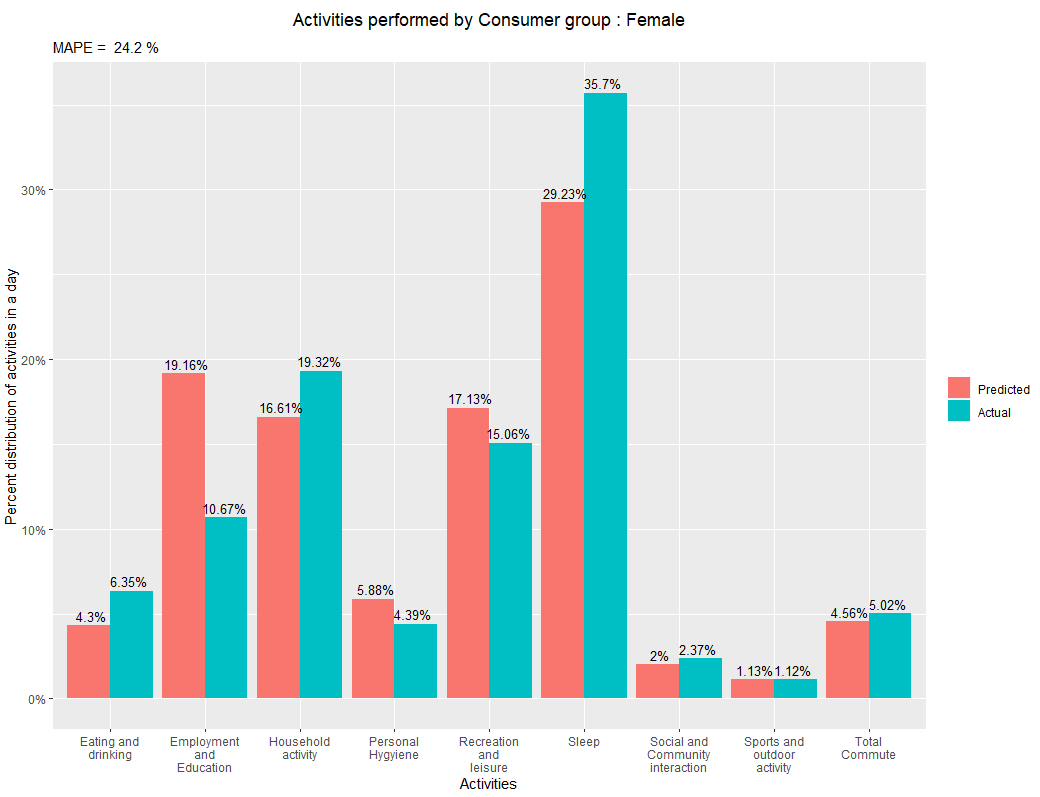 Activities performed by Consumer group : Female
MAPE =  24.2 %
Percent distribution of activities in a day
30%
20%
10%
0%
4.3%
6.35%
19.16%
10.67%
16.61%
19.32%
5.88%
4.39%
17.13%
15.06%
29.23%
35.7%
2%
2.37%
1.13%
1.12%
4.56%
5.02%
Eating and
drinking
Employment
and
Education
Household
activity
Personal
Hygyiene
Recreation
and
leisure
Sleep
Social and
Community
interaction
Sports and
outdoor
activity
Total
Commute
Activities
Predicted
Actual